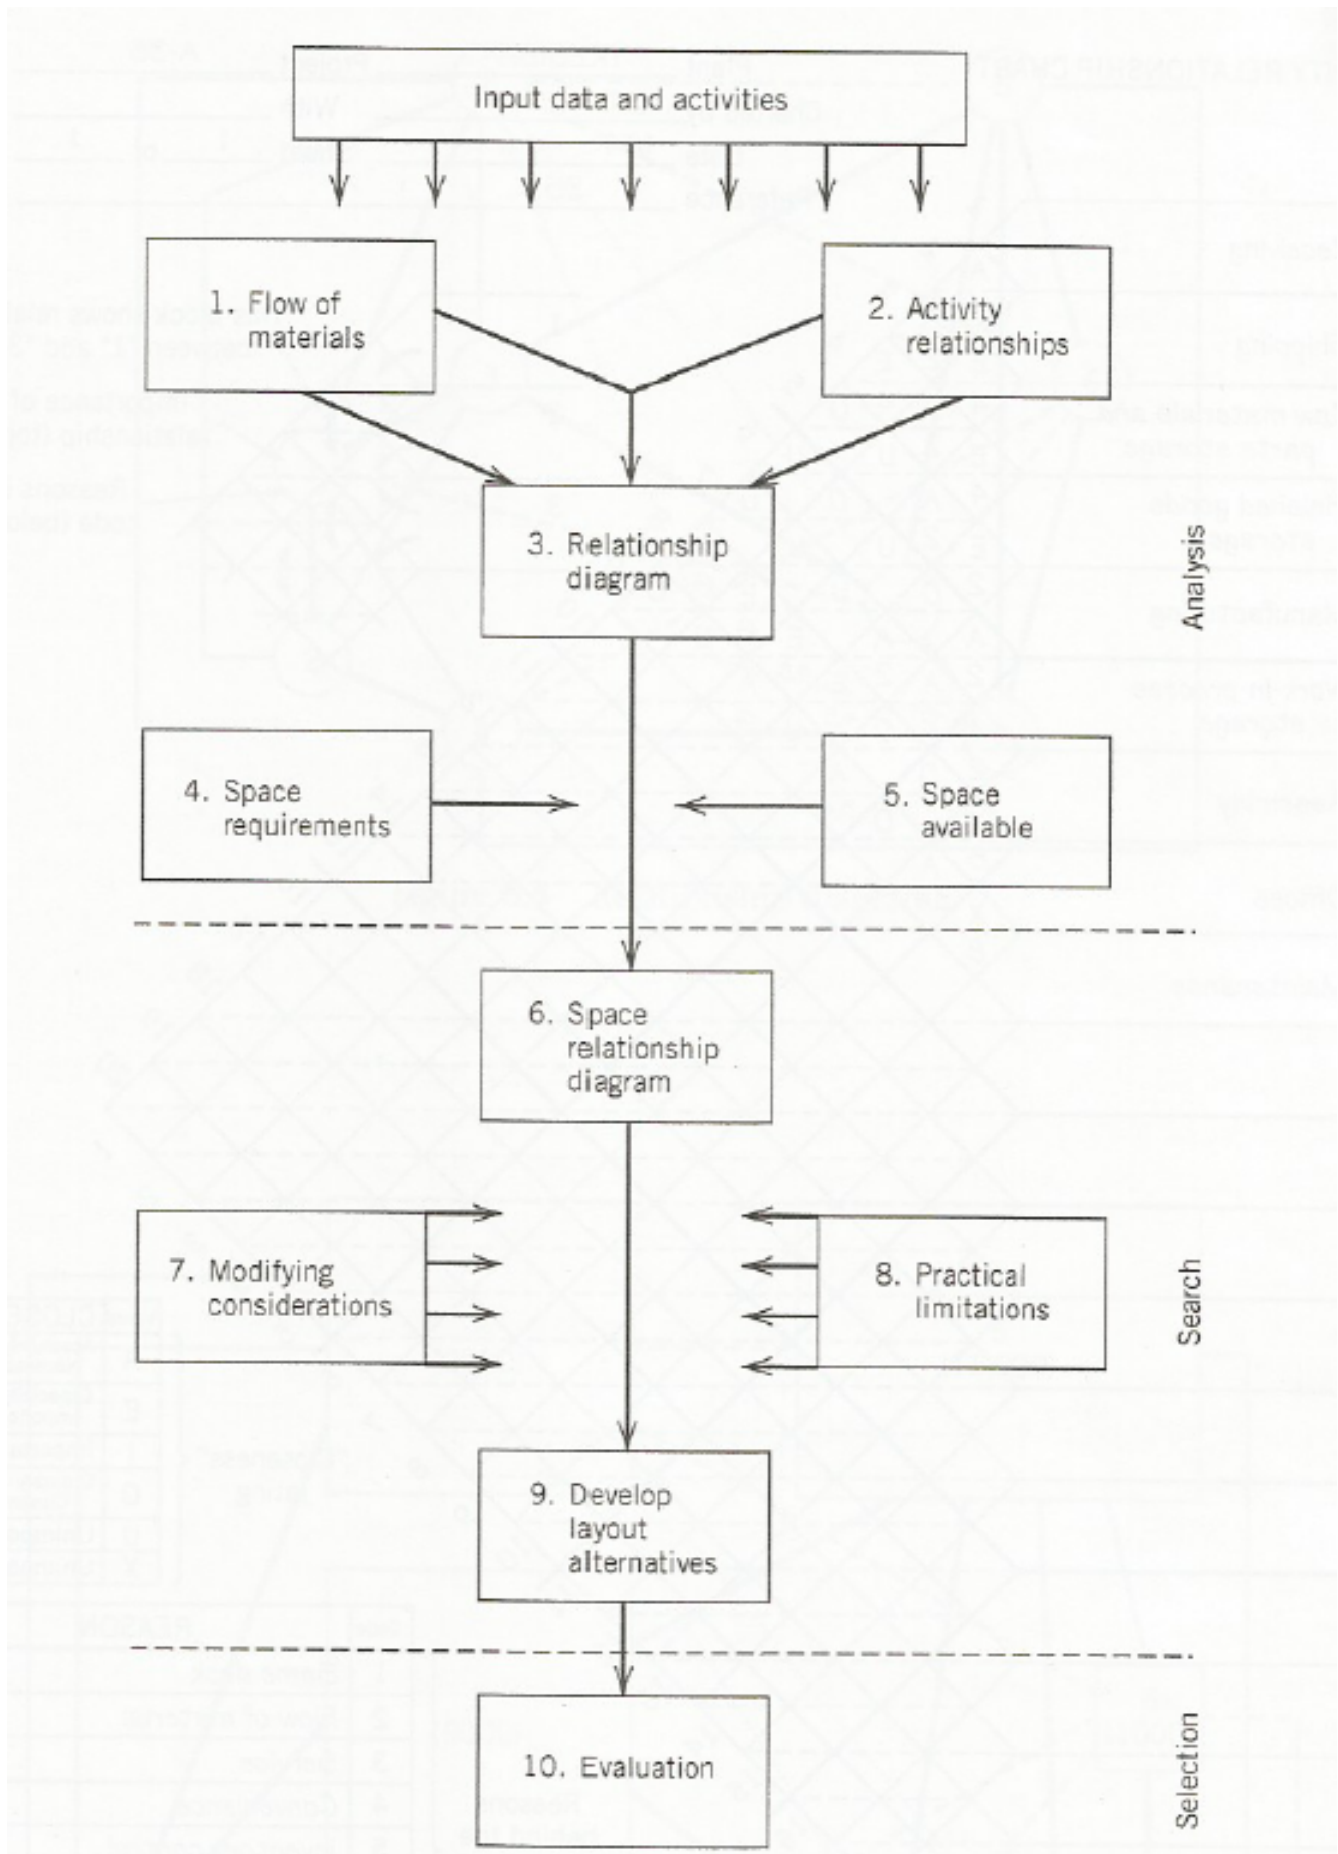 Input data and activities
1. Flow of
materials
2. Activity
relationships
3. Relationship
diagram
Analysis
4. Space
requirements
5. Space
available
6. Space
relationship
diagram
7. Modifying
considerations
8. Practical
limitations
Search
9. Develop
layout
alternatives
10. Evaluation
Selection